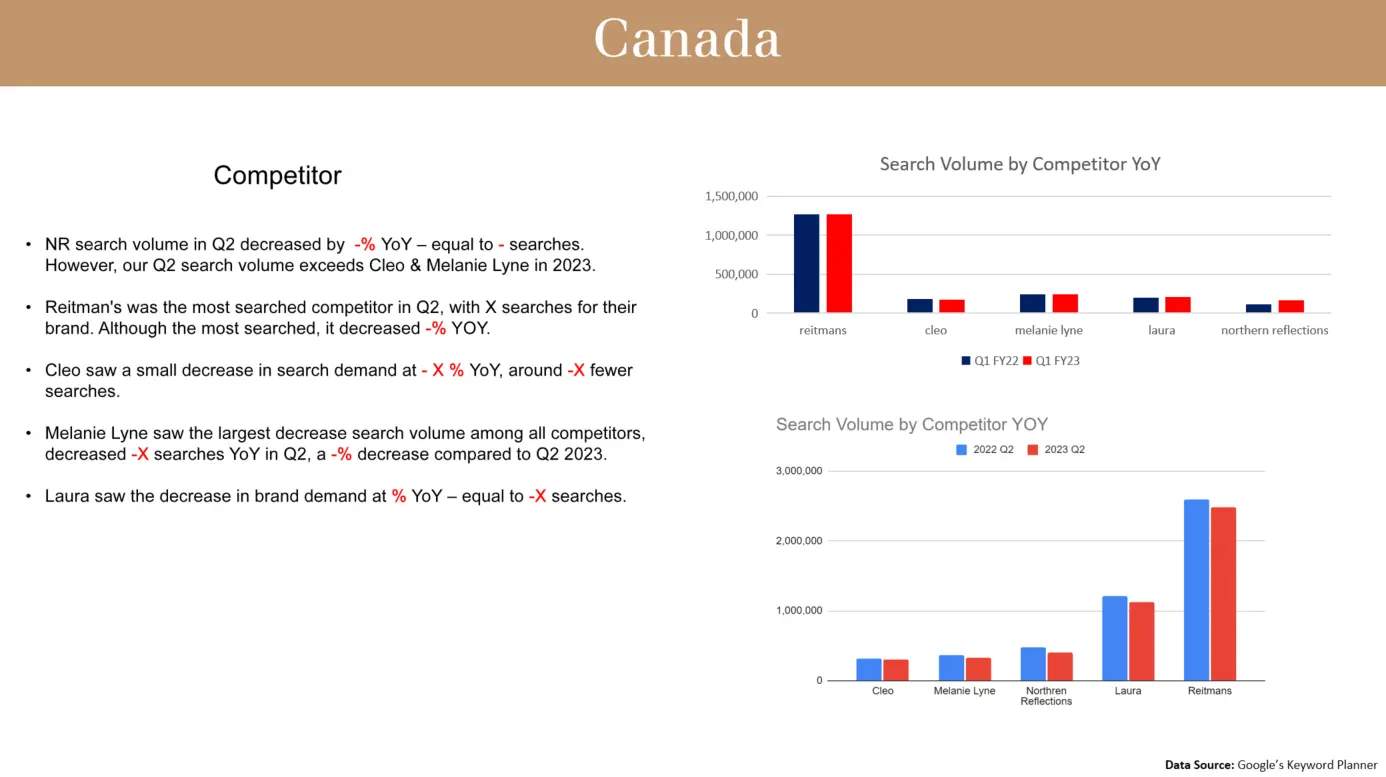 Canada
Competitor
• NR search volume in Q2 decreased by -% YoY – equal to - searches.
However, our Q2 search volume exceeds Cleo & Melanie Lyne in 2023.
• Reitman's was the most searched competitor in Q2, with X searches for their
brand. Although the most searched, it decreased -% YOY.
• Cleo saw a small decrease in search demand at - X % YoY, around -X fewer
searches.
• Melanie Lyne saw the largest decrease search volume among all competitors,
decreased -X searches YoY in Q2, a -% decrease compared to Q2 2023.
• Laura saw the decrease in brand demand at % YoY – equal to -X searches.
Search Volume by Competitor YoY
1,500,000
1,000,000
500,000
0
reitmans cleo melanie lyne laura northern reflections
Q1 FY22 Q1 FY23
Search Volume by Competitor YOY
2022 Q2 2023 Q2
3,000,000
2,000,000
1,000,000
0
Cleo Melanie Lyne Northren Laura Reitmans
Reflections
Data Source: Google’s Keyword Planner